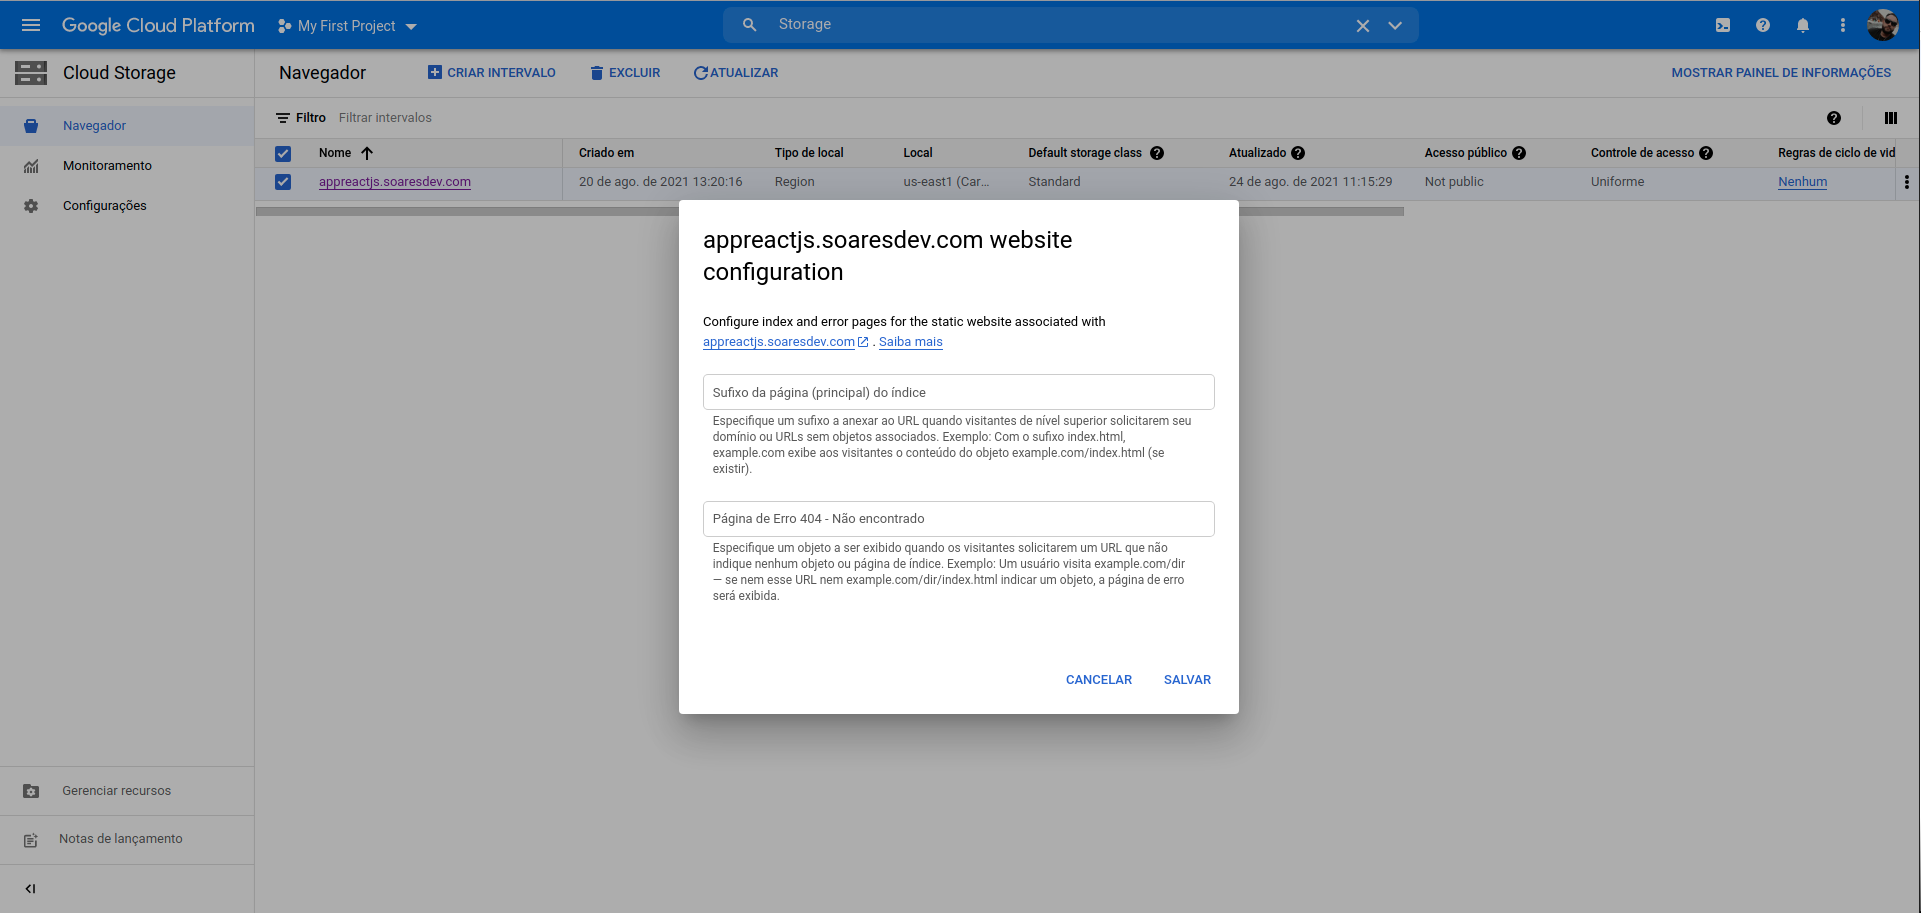 Google Cloud Platform My First Project Storage
Cloud Storage
Navegador CRIAR INTERVALO EXCLUIR ATUALIZAR MOSTRAR PAINEL DE INFORMAÇÕES
Navegador
Monitoramento
Configurações
Filtro Filtrar intervalos
Nome Criado em Tipo de local Local Default storage class Atualizado Acesso público Controle de acesso Regras de ciclo de vid
appreactjs.soaresdev.com 20 de ago. de 2021 13:20:16 Region us-east1 (Car... Standard 24 de ago. de 2021 11:15:29 Not public Uniforme Nenhum
appreactjs.soaresdev.com website
configuration
Configure index and error pages for the static website associated with
appreactjs.soaresdev.com . Saiba mais
Sufixo da página (principal) do índice
Especifique um sufixo a anexar ao URL quando visitantes de nível superior solicitarem seu
domínio ou URLs sem objetos associados. Exemplo: Com o sufixo index.html,
example.com exibe aos visitantes o conteúdo do objeto example.com/index.html (se
existir).
Página de Erro 404 - Não encontrado
Especifique um objeto a ser exibido quando os visitantes solicitarem um URL que não
indique nenhum objeto ou página de índice. Exemplo: Um usuário visita example.com/dir
— se nem esse URL nem example.com/dir/index.html indicar um objeto, a página de erro
será exibida.
CANCELAR SALVAR
Gerenciar recursos
Notas de lançamento